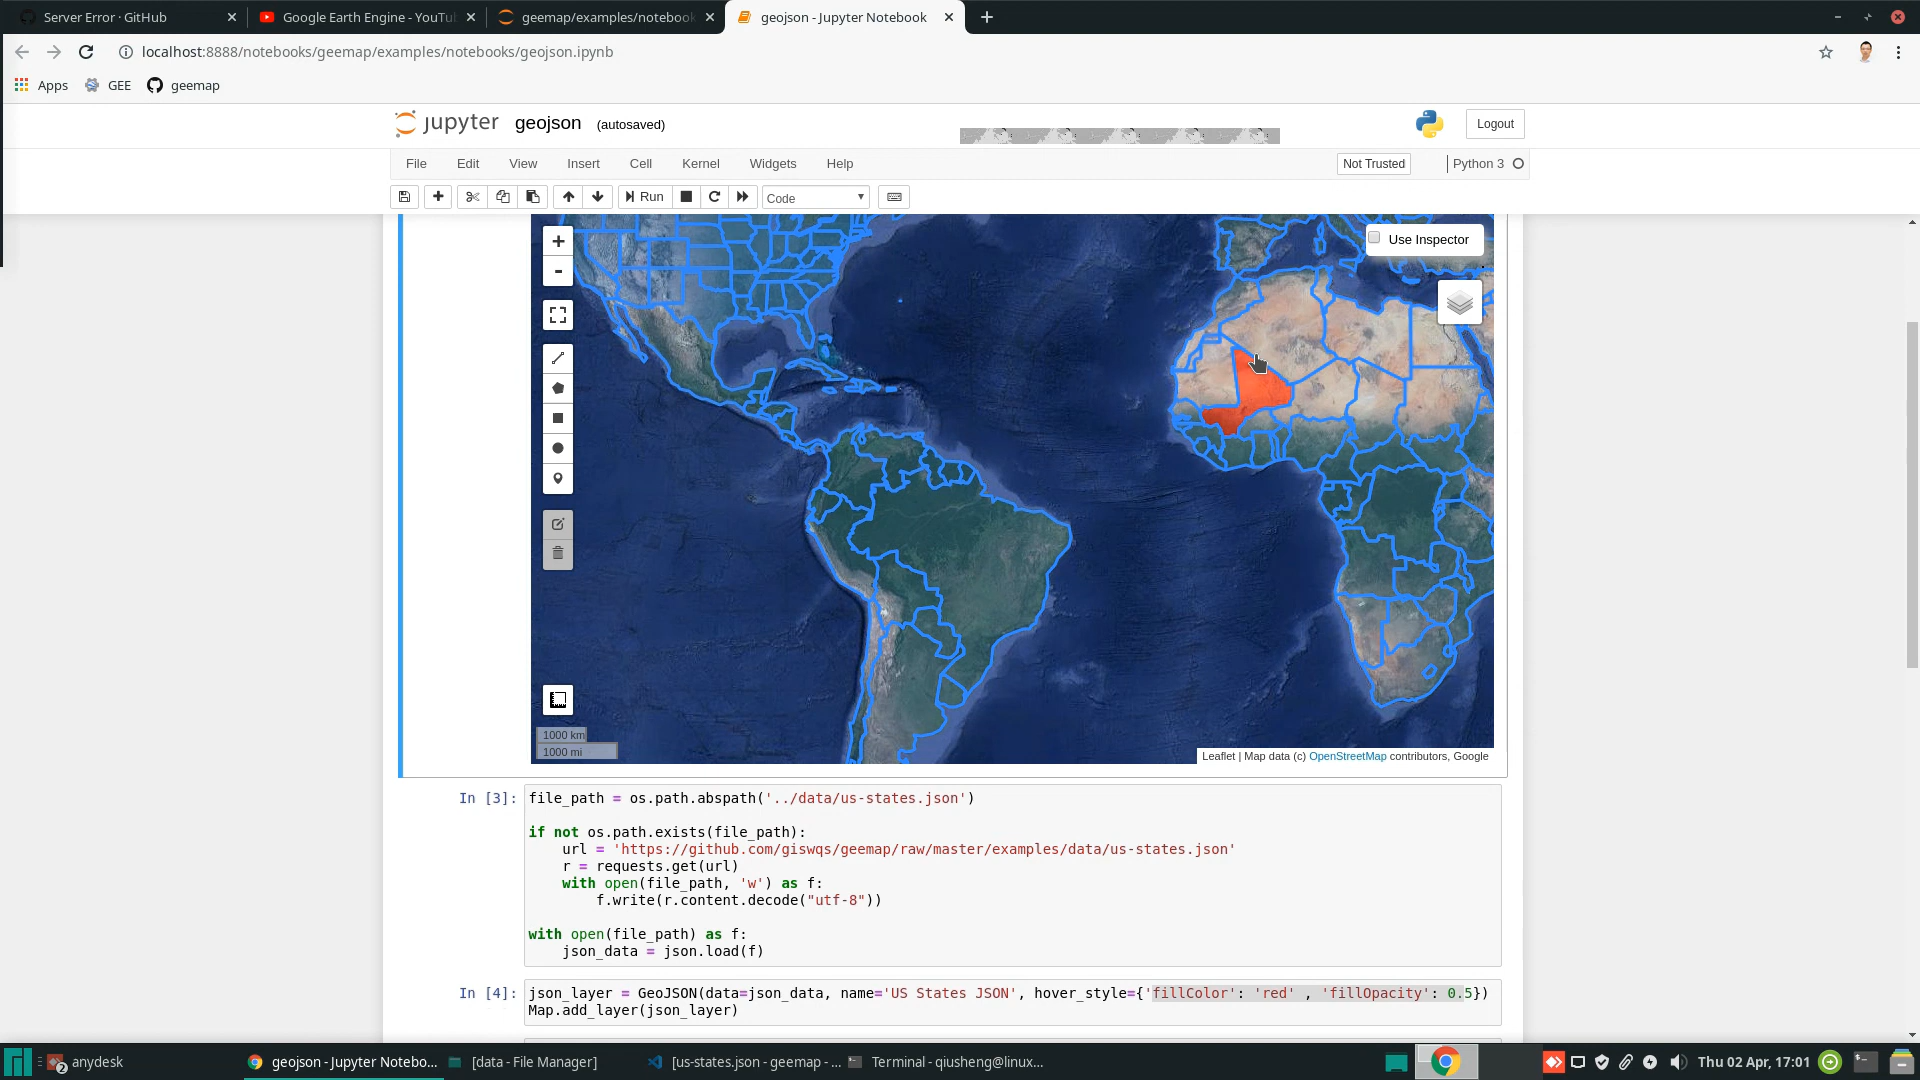 Server Error · GitHub
Google Earth Engine - YouTu
geemap/examples/notebook
geojson - Jupyter Notebook
localhost:8888/notebooks/geemap/examples/notebooks/geojson.ipynb
Apps
GEE
geemap
jupyter
geojson
(autosaved)
Logout
File Edit View Insert Cell Kernel Widgets Help
Not Trusted
Python 3
Run
Code
+
-
Use Inspector
1000 km
1000 mi
Leaflet | Map data (c) OpenStreetMap contributors, Google
In [3]:
file_path = os.path.abspath('../data/us-states.json')
if not os.path.exists(file_path):
    url = 'https://github.com/giswqs/geemap/raw/master/examples/data/us-states.json'
    r = requests.get(url)
    with open(file_path, 'w') as f:
        f.write(r.content.decode("utf-8"))
with open(file_path) as f:
    json_data = json.load(f)
In [4]:
json_layer = GeoJSON(data=json_data, name='US States JSON', hover_style={'fillColor': 'red' , 'fillOpacity': 0.5})
Map.add_layer(json_layer)
2
anydesk
geojson - Jupyter Notebo...
[data - File Manager]
[us-states.json - geemap - ...
Terminal - qiusheng@linux...
Thu 02 Apr, 17:01